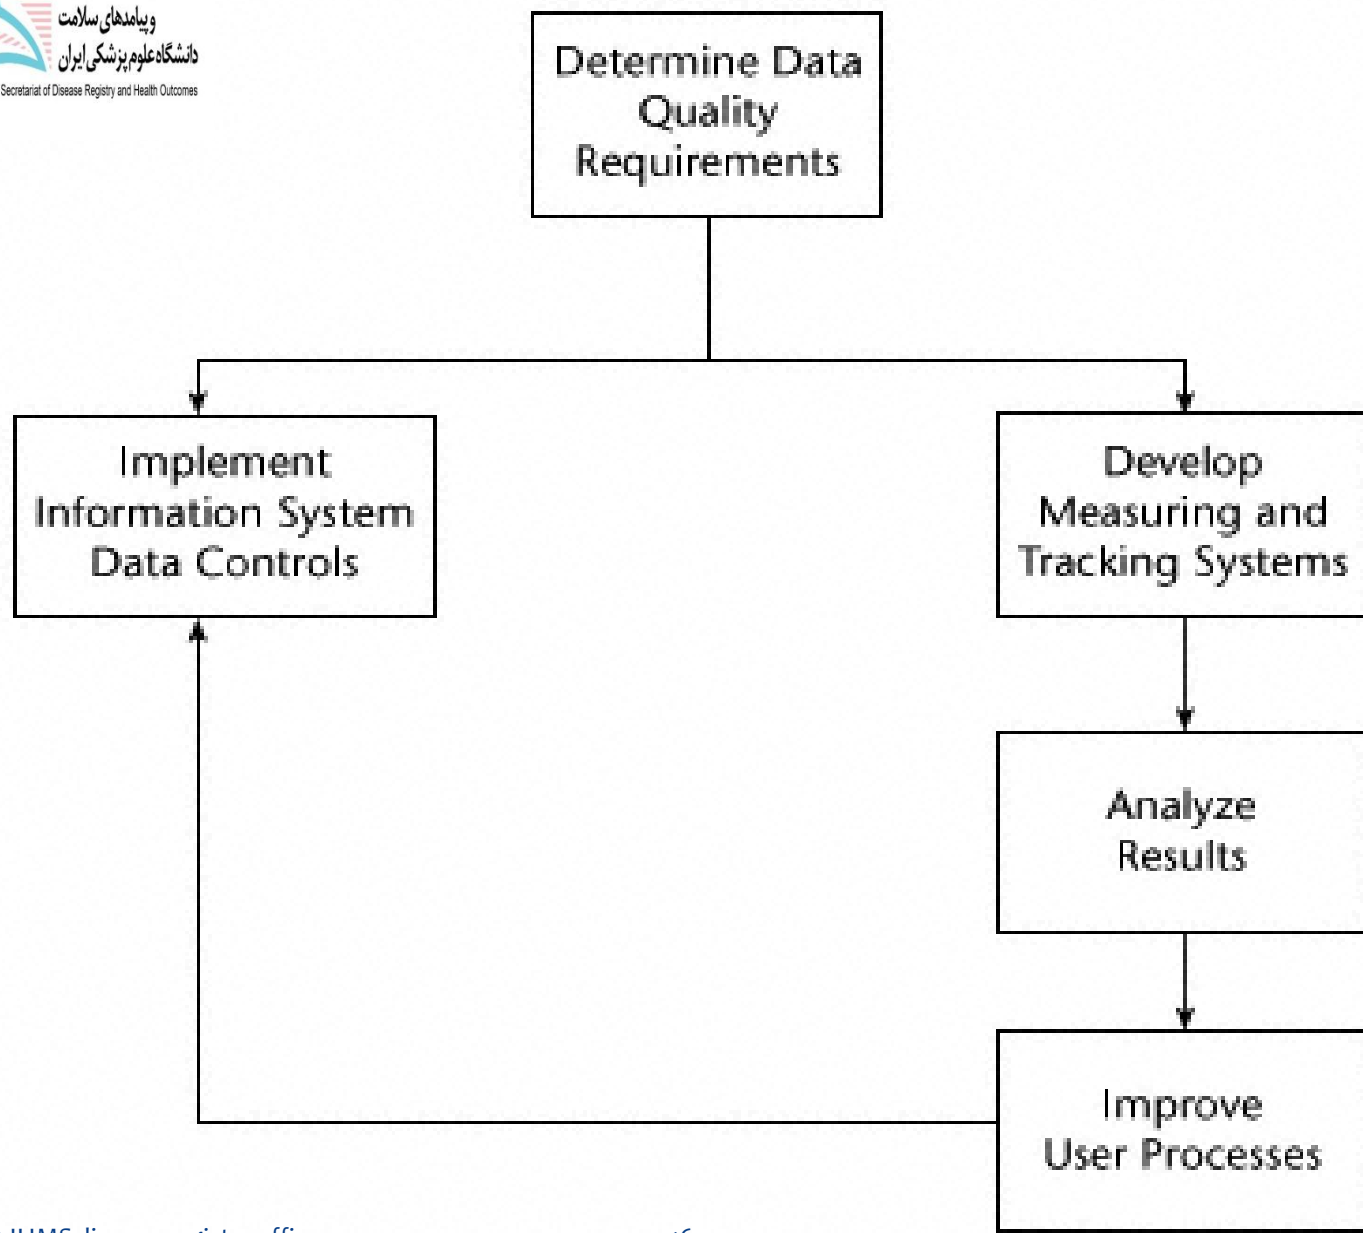 وپیامدهای سلامت
دانشگاه علوم پزشکی ایران
Secretariat of Disease Registry and Health Outcomes
Determine Data
Quality
Requirements
Implement
Information System
Data Controls
Develop
Measuring and
Tracking Systems
Analyze
Results
Improve
User Processes